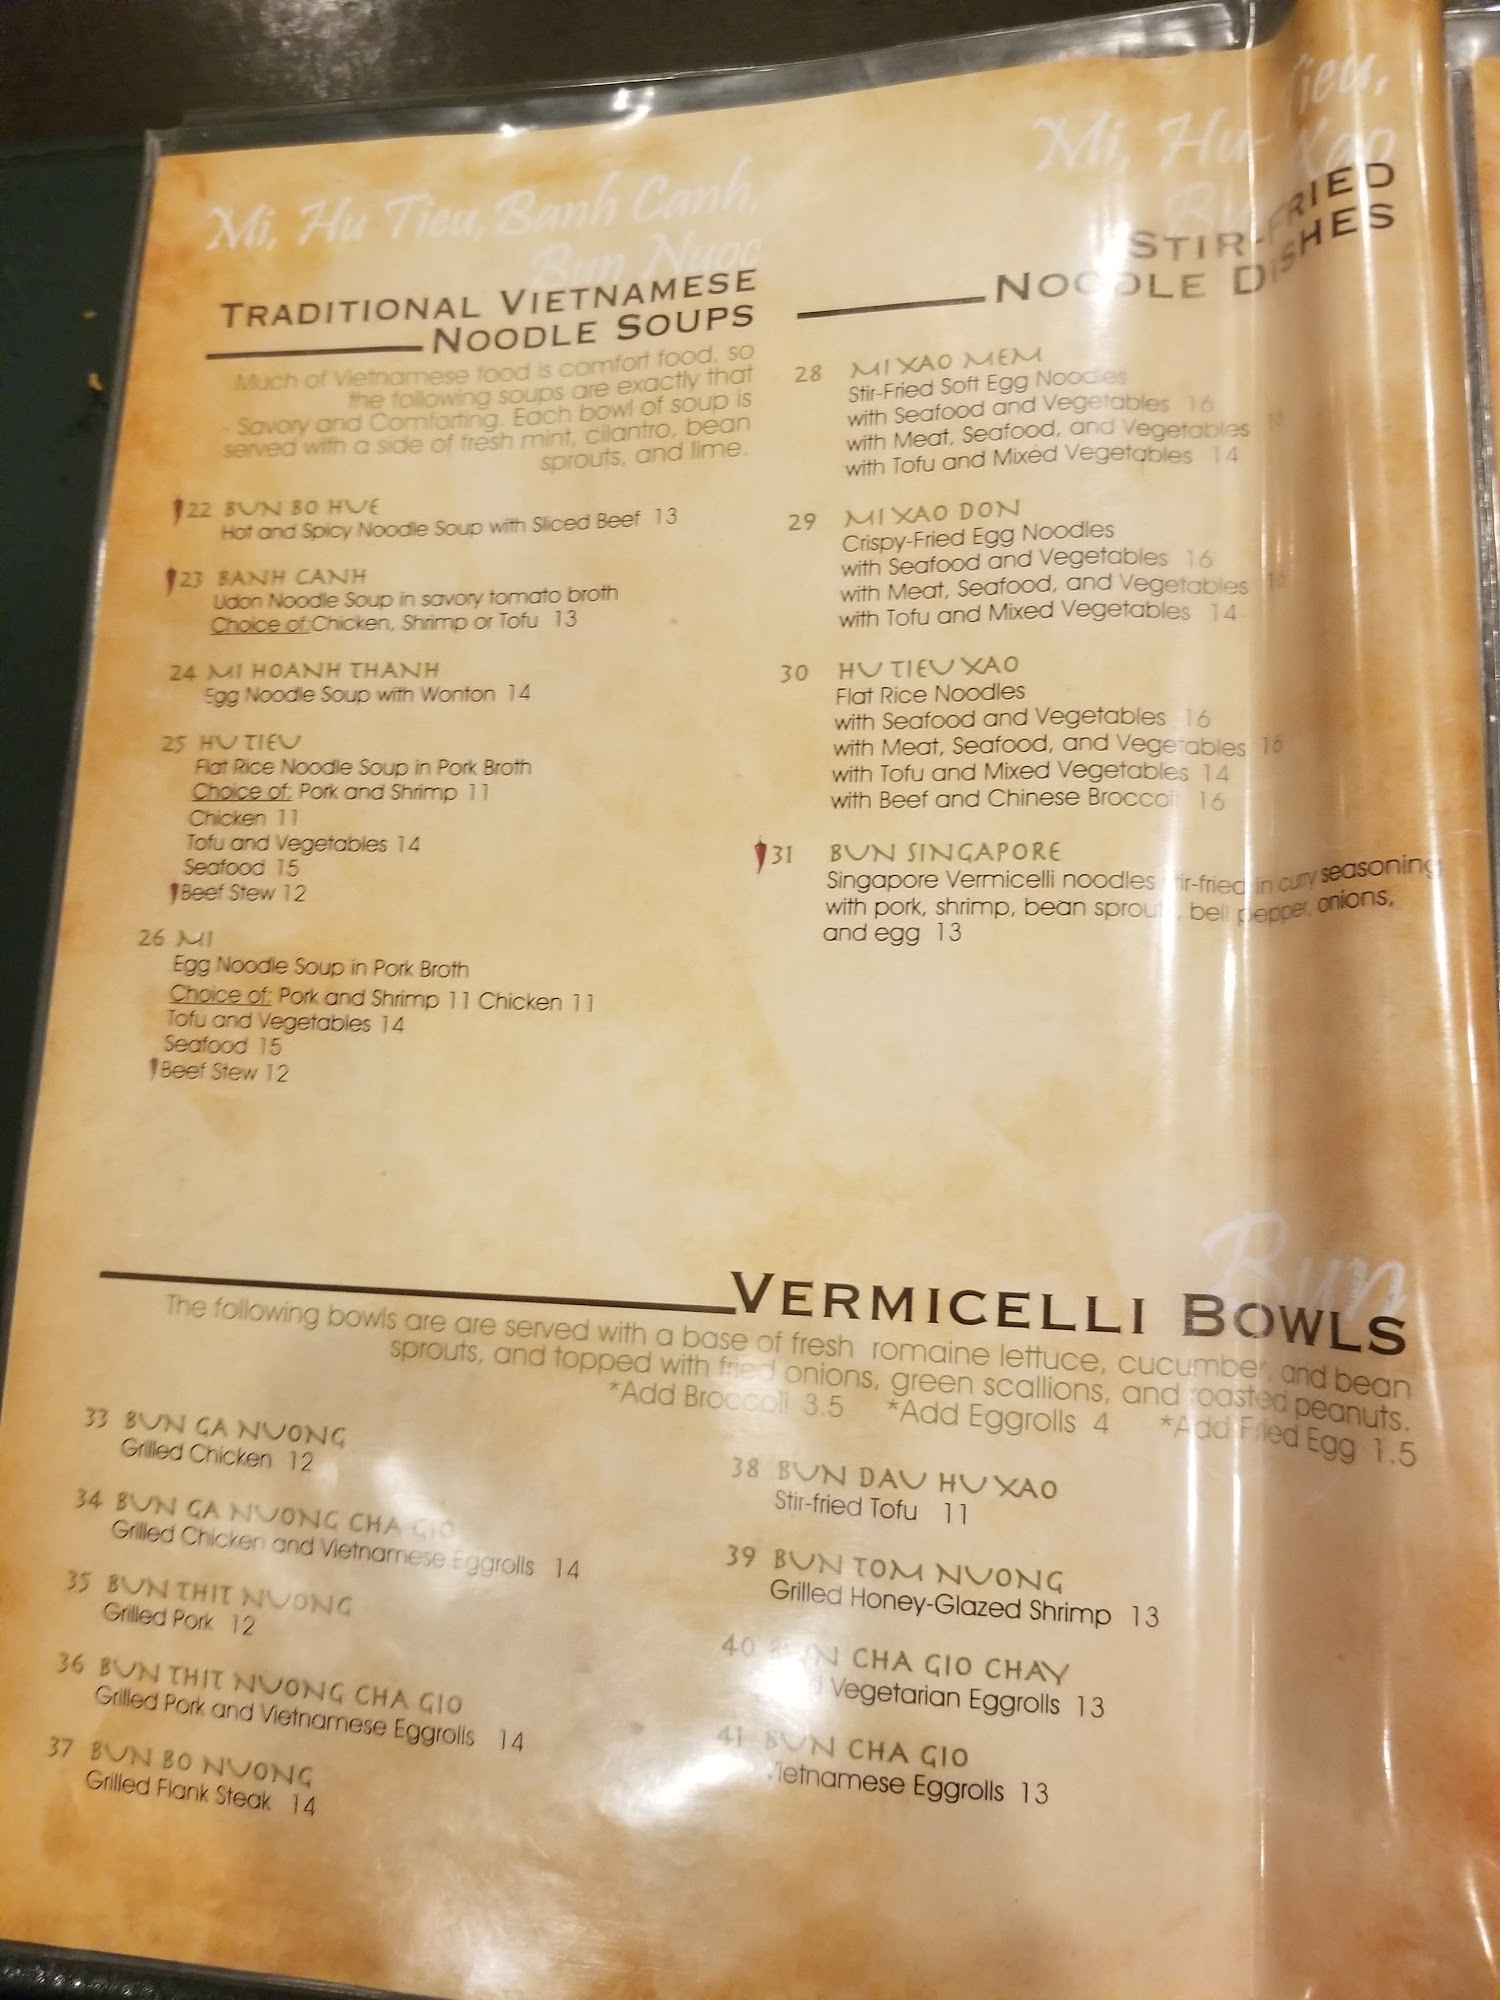 Mi, Hu Tieu, Banh Canh,
Bun Nuoc
TRADITIONAL VIETNAMESE
NOODLE SOUPS
Much of Vietnamese food is comfort food, so
the following soups are exactly that
- Savory and Comforting. Each bowl of soup is
served with a side of fresh mint, cilantro, bean
sprouts, and lime.
22 BUN BO HUE
Hot and Spicy Noodle Soup with Sliced Beef 13
23 BANH CANH
Udon Noodle Soup in savory tomato broth
Choice of:Chicken, Shrimp or Tofu 13
24 MI HOANH THANH
Egg Noodle Soup with Wonton 14
25 HU TIEU
Flat Rice Noodle Soup in Pork Broth
Choice of: Pork and Shrimp 11
Chicken 11
Tofu and Vegetables 14
Seafood 15
Beef Stew 12
26 MI
Egg Noodle Soup in Pork Broth
Choice of: Pork and Shrimp 11 Chicken 11
Tofu and Vegetables 14
Seafood 15
Beef Stew 12
Mi, Hu Tieu,
Bun Xao
STIR-FRIED
NOODLE DISHES
28 MI XAO MEM
Stir-Fried Soft Egg Noodles
with Seafood and Vegetables 16
with Meat, Seafood, and Vegetables
with Tofu and Mixed Vegetables 14
29 MI XAO DON
Crispy-Fried Egg Noodles
with Seafood and Vegetables 16
with Meat, Seafood, and Vegetables
with Tofu and Mixed Vegetables 14
30 HU TIEU XAO
Flat Rice Noodles
with Seafood and Vegetables 16
with Meat, Seafood, and Vegetables 16
with Tofu and Mixed Vegetables 14
with Beef and Chinese Broccoli 16
31 BUN SINGAPORE
Singapore Vermicelli noodles stir-fried in curry seasoning
with pork, shrimp, bean sprouts, bell pepper, onions,
and egg 13
Bun
VERMICELLI BOWLS
The following bowls are are served with a base of fresh romaine lettuce, cucumber, and bean
sprouts, and topped with fried onions, green scallions, and roasted peanuts.
*Add Broccoli 3.5 *Add Eggrolls 4 *Add Fried Egg 1.5
33 BUN GA NUONG
Grilled Chicken 12
34 BUN GA NUONG CHA GIO
Grilled Chicken and Vietnamese Eggrolls 14
35 BUN THIT NUONG
Grilled Pork 12
36 BUN THIT NUONG CHA GIO
Grilled Pork and Vietnamese Eggrolls 14
37 BUN BO NUONG
Grilled Flank Steak 14
38 BUN DAU HU XAO
Stir-fried Tofu 11
39 BUN TOM NUONG
Grilled Honey-Glazed Shrimp 13
40 BUN CHA GIO CHAY
Vegetarian Eggrolls 13
41 BUN CHA GIO
Vietnamese Eggrolls 13